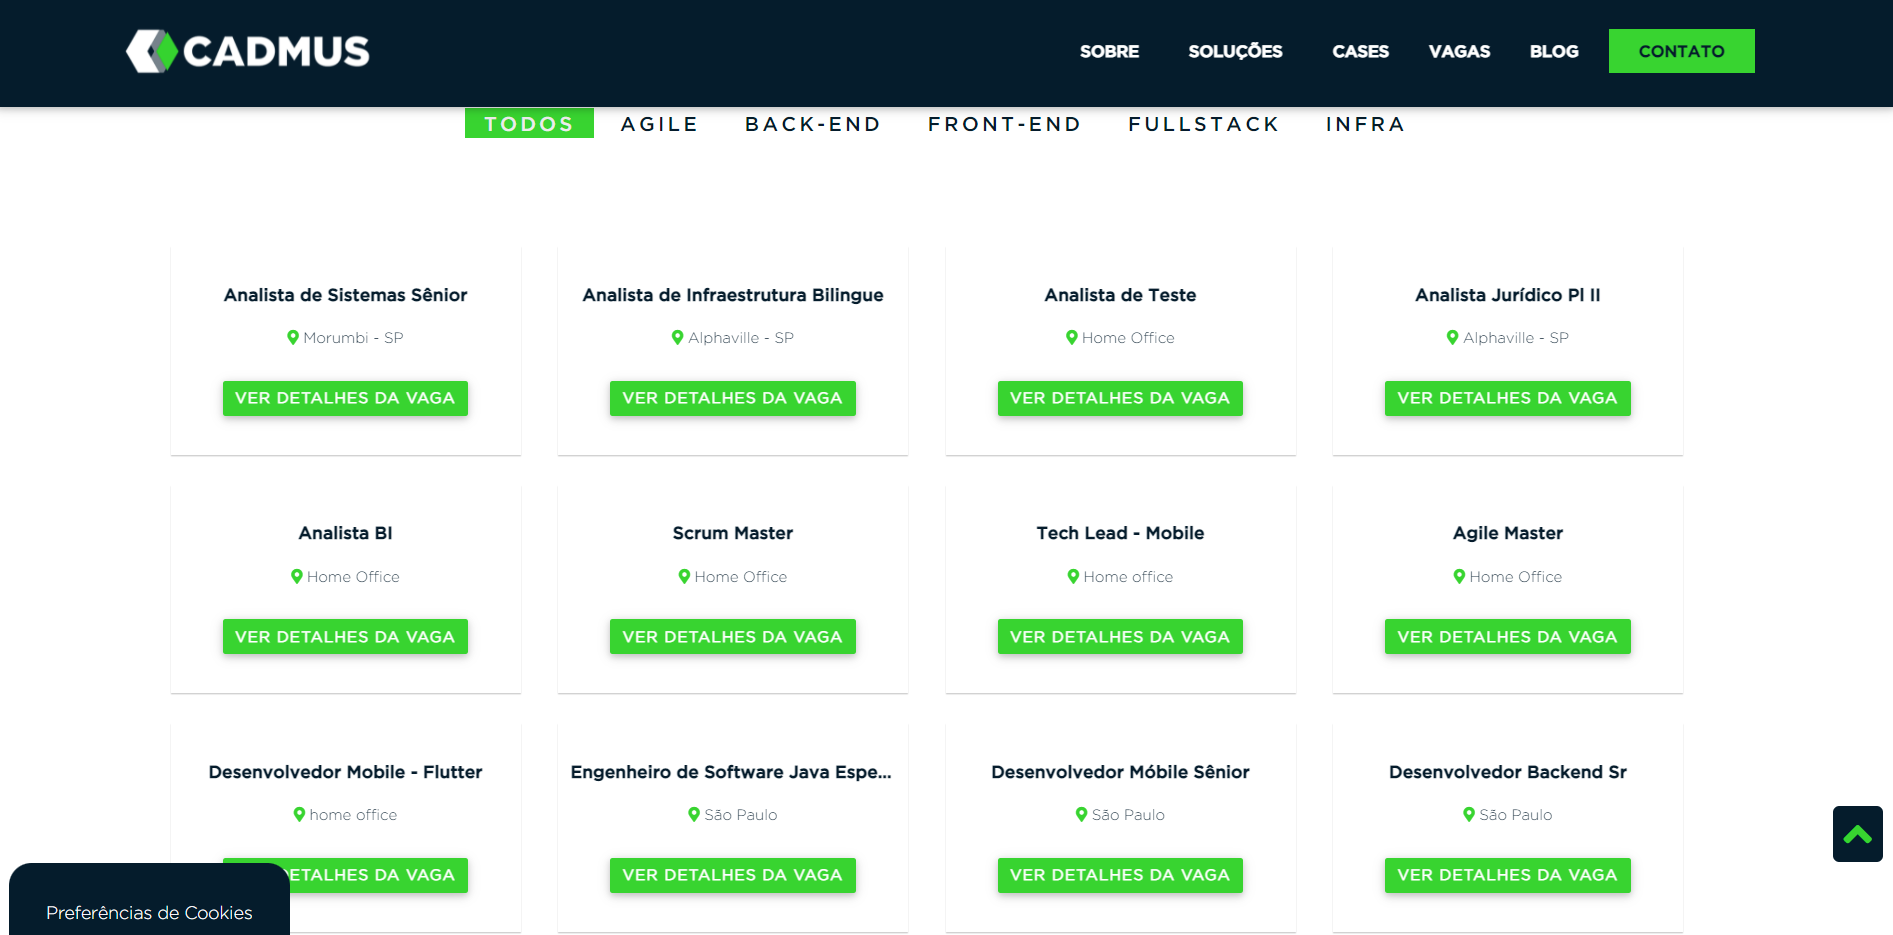 CADMUS
SOBRE SOLUÇÕES CASES VAGAS BLOG CONTATO
TODOS AGILE BACK-END FRONT-END FULLSTACK INFRA
Analista de Sistemas Sênior
Morumbi - SP
VER DETALHES DA VAGA
Analista de Infraestrutura Bilingue
Alphaville - SP
VER DETALHES DA VAGA
Analista de Teste
Home Office
VER DETALHES DA VAGA
Analista Jurídico Pl II
Alphaville - SP
VER DETALHES DA VAGA
Analista BI
Home Office
VER DETALHES DA VAGA
Scrum Master
Home Office
VER DETALHES DA VAGA
Tech Lead - Mobile
Home office
VER DETALHES DA VAGA
Agile Master
Home Office
VER DETALHES DA VAGA
Desenvolvedor Mobile - Flutter
home office
ETALHES DA VAGA
Engenheiro de Software Java Espe...
São Paulo
VER DETALHES DA VAGA
Desenvolvedor Móbile Sênior
São Paulo
VER DETALHES DA VAGA
Desenvolvedor Backend Sr
São Paulo
VER DETALHES DA VAGA
Preferências de Cookies